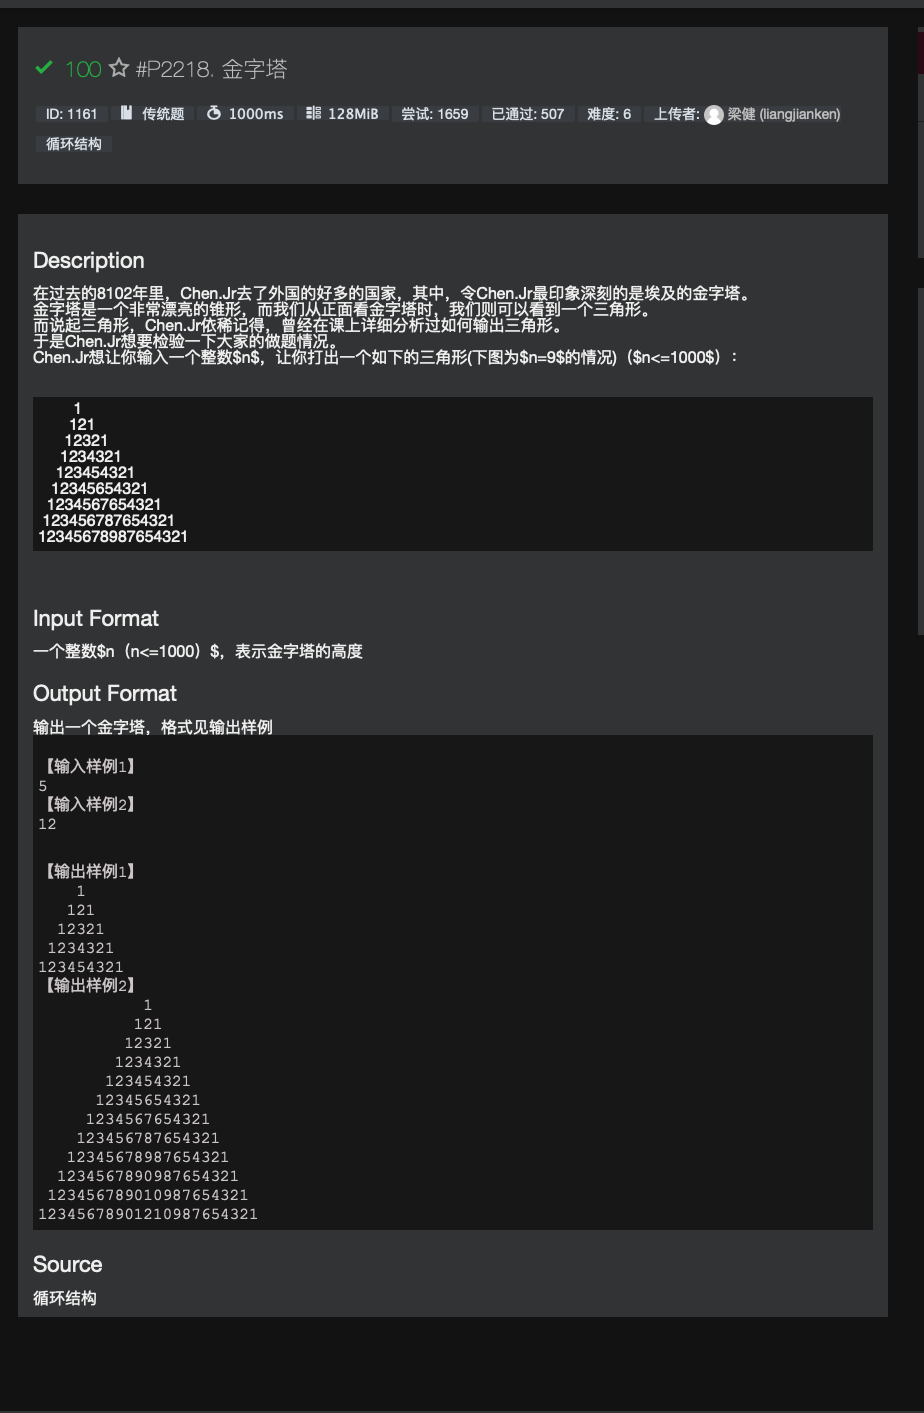 100 #P2218. 金字塔
ID: 1161 传统题 1000ms 128MiB 尝试: 1659 已通过: 507 难度: 6 上传者: 梁健 (liangjianken)
循环结构
Description
在过去的8102年里，Chen.Jr去了外国的好多的国家，其中，令Chen.Jr最印象深刻的是埃及的金字塔。
金字塔是一个非常漂亮的锥形，而我们从正面看金字塔时，我们则可以看到一个三角形。
而说起三角形，Chen.Jr依稀记得，曾经在课上详细分析过如何输出三角形。
于是Chen.Jr想要检验一下大家的做题情况。
Chen.Jr想让你输入一个整数$n$，让你打出一个如下的三角形(下图为$n=9$的情况)（$n<=1000$）：
1
121
12321
1234321
123454321
12345654321
1234567654321
123456787654321
12345678987654321
Input Format
一个整数$n（n<=1000）$，表示金字塔的高度
Output Format
输出一个金字塔，格式见输出样例
【输入样例1】
5
【输入样例2】
12
【输出样例1】
1
121
12321
1234321
123454321
【输出样例2】
1
121
12321
1234321
123454321
12345654321
1234567654321
123456787654321
12345678987654321
1234567890987654321
123456789010987654321
12345678901210987654321
Source
循环结构